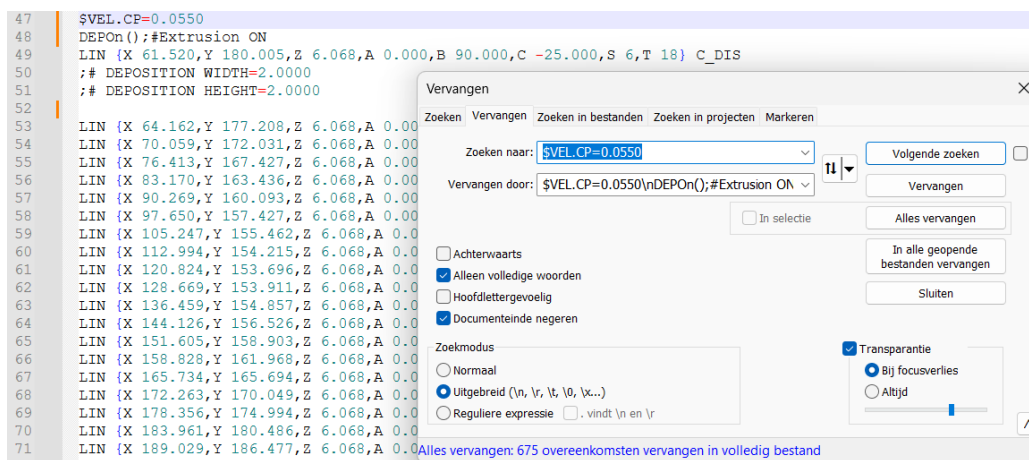 47 $VEL.CP=0.0550
48 DEPOn();#Extrusion ON
49 LIN {X 61.520,Y 180.005,Z 6.068,A 0.000,B 90.000,C -25.000,S 6,T 18} C_DIS
50 ;# DEPOSITION WIDTH=2.0000
51 ;# DEPOSITION HEIGHT=2.0000
52
53 LIN {X 64.162,Y 177.208,Z 6.068,A 0.00
54 LIN {X 70.059,Y 172.031,Z 6.068,A 0.00
55 LIN {X 76.413,Y 167.427,Z 6.068,A 0.00
56 LIN {X 83.170,Y 163.436,Z 6.068,A 0.00
57 LIN {X 90.269,Y 160.093,Z 6.068,A 0.00
58 LIN {X 97.650,Y 157.427,Z 6.068,A 0.00
59 LIN {X 105.247,Y 155.462,Z 6.068,A 0.0
60 LIN {X 112.994,Y 154.215,Z 6.068,A 0.0
61 LIN {X 120.824,Y 153.696,Z 6.068,A 0.0
62 LIN {X 128.669,Y 153.911,Z 6.068,A 0.0
63 LIN {X 136.459,Y 154.857,Z 6.068,A 0.0
64 LIN {X 144.126,Y 156.526,Z 6.068,A 0.0
65 LIN {X 151.605,Y 158.903,Z 6.068,A 0.0
66 LIN {X 158.828,Y 161.968,Z 6.068,A 0.0
67 LIN {X 165.734,Y 165.694,Z 6.068,A 0.0
68 LIN {X 172.263,Y 170.049,Z 6.068,A 0.0
69 LIN {X 178.356,Y 174.994,Z 6.068,A 0.0
70 LIN {X 183.961,Y 180.486,Z 6.068,A 0.0
71 LIN {X 189.029,Y 186.477,Z 6.068,A 0.0
Vervangen
Zoeken Vervangen Zoeken in bestanden Zoeken in projecten Markeren
Zoeken naar: $VEL.CP=0.0550
Volgende zoeken
Vervangen door: $VEL.CP=0.0550\nDEPOn();#Extrusion ON
Vervangen
In selectie
Alles vervangen
In alle geopende
bestanden vervangen
Sluiten
Achterwaarts
Alleen volledige woorden
Hoofdlettergevoelig
Documenteinde negeren
Zoekmodus
Normaal
Uitgebreid (\n, \r, \t, \0, \x...)
Reguliere expressie . vindt \n en \r
Transparantie
Bij focusverlies
Altijd
Alles vervangen: 675 overeenkomsten vervangen in volledig bestand